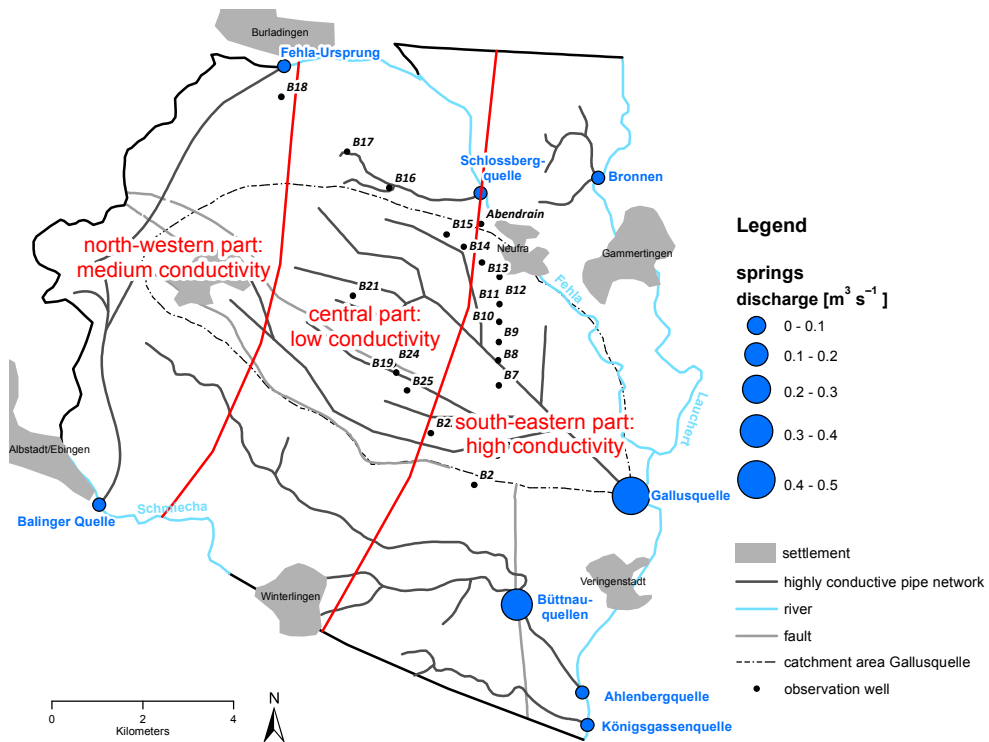 Burladingen
Fehla-Ursprung
B18
B17
B16
Schlossberg-
quelle
Bronnen
Abendrain
B15
B14
Neufra
Gammertingen
B13
north-western part:
medium conductivity
B21
B12
B11
Fehla
central part:
low conductivity
B10
B9
B24
B8
B19
B7
B25
Lauchert
B2
south-eastern part:
high conductivity
Albstadt/Ebingen
B2
Gallusquelle
Schmiecha
Balinger Quelle
Winterlingen
Veringenstadt
Büttnau-
quellen
Ahlenbergquelle
Königsgassenquelle
0 2 4
Kilometers
N
Legend
springs
discharge [m³ s⁻¹ ]
0 - 0.1
0.1 - 0.2
0.2 - 0.3
0.3 - 0.4
0.4 - 0.5
settlement
highly conductive pipe network
river
fault
catchment area Gallusquelle
observation well